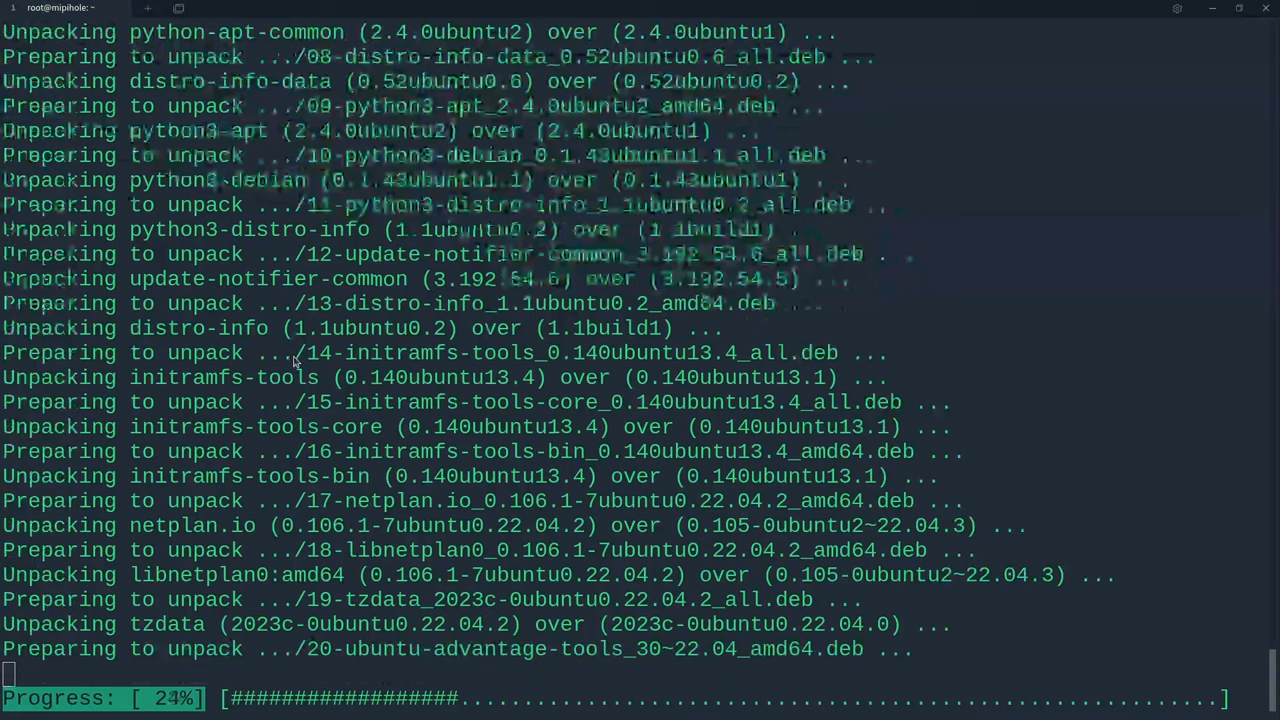 1 root@mipihole: ~
Unpacking python-apt-common (2.4.0ubuntu2) over (2.4.0ubuntu1) ...
Preparing to unpack .../08-distro-info-data_0.52ubuntu0.6_all.deb ...
Unpacking distro-info-data (0.52ubuntu0.6) over (0.52ubuntu0.2) ...
Preparing to unpack .../09-python3-apt_2.4.0ubuntu2_amd64.deb ...
Unpacking python3-apt (2.4.0ubuntu2) over (2.4.0ubuntu1) ...
Preparing to unpack .../10-python3-debian_0.1.43ubuntu1.1_all.deb ...
Unpacking python3-debian (0.1.43ubuntu1.1) over (0.1.43ubuntu1) ...
Preparing to unpack .../11-python3-distro-info_1.1ubuntu0.2_all.deb ...
Unpacking python3-distro-info (1.1ubuntu0.2) over (1.1build1) ...
Preparing to unpack .../12-update-notifier-common_3.192.54.6_all.deb ...
Unpacking update-notifier-common (3.192.54.6) over (3.192.54.5) ...
Preparing to unpack .../13-distro-info_1.1ubuntu0.2_amd64.deb ...
Unpacking distro-info (1.1ubuntu0.2) over (1.1build1) ...
Preparing to unpack .../14-initramfs-tools_0.140ubuntu13.4_all.deb ...
Unpacking initramfs-tools (0.140ubuntu13.4) over (0.140ubuntu13.1) ...
Preparing to unpack .../15-initramfs-tools-core_0.140ubuntu13.4_all.deb ...
Unpacking initramfs-tools-core (0.140ubuntu13.4) over (0.140ubuntu13.1) ...
Preparing to unpack .../16-initramfs-tools-bin_0.140ubuntu13.4_amd64.deb ...
Unpacking initramfs-tools-bin (0.140ubuntu13.4) over (0.140ubuntu13.1) ...
Preparing to unpack .../17-netplan.io_0.106.1-7ubuntu0.22.04.2_amd64.deb ...
Unpacking netplan.io (0.106.1-7ubuntu0.22.04.2) over (0.105-0ubuntu2~22.04.3) ...
Preparing to unpack .../18-libnetplan0_0.106.1-7ubuntu0.22.04.2_amd64.deb ...
Unpacking libnetplan0:amd64 (0.106.1-7ubuntu0.22.04.2) over (0.105-0ubuntu2~22.04.3) ...
Preparing to unpack .../19-tzdata_2023c-0ubuntu0.22.04.2_all.deb ...
Unpacking tzdata (2023c-0ubuntu0.22.04.2) over (2023c-0ubuntu0.22.04.0) ...
Preparing to unpack .../20-ubuntu-advantage-tools_30~22.04_amd64.deb ...
Progress: [ 24%] [##################............................................................]